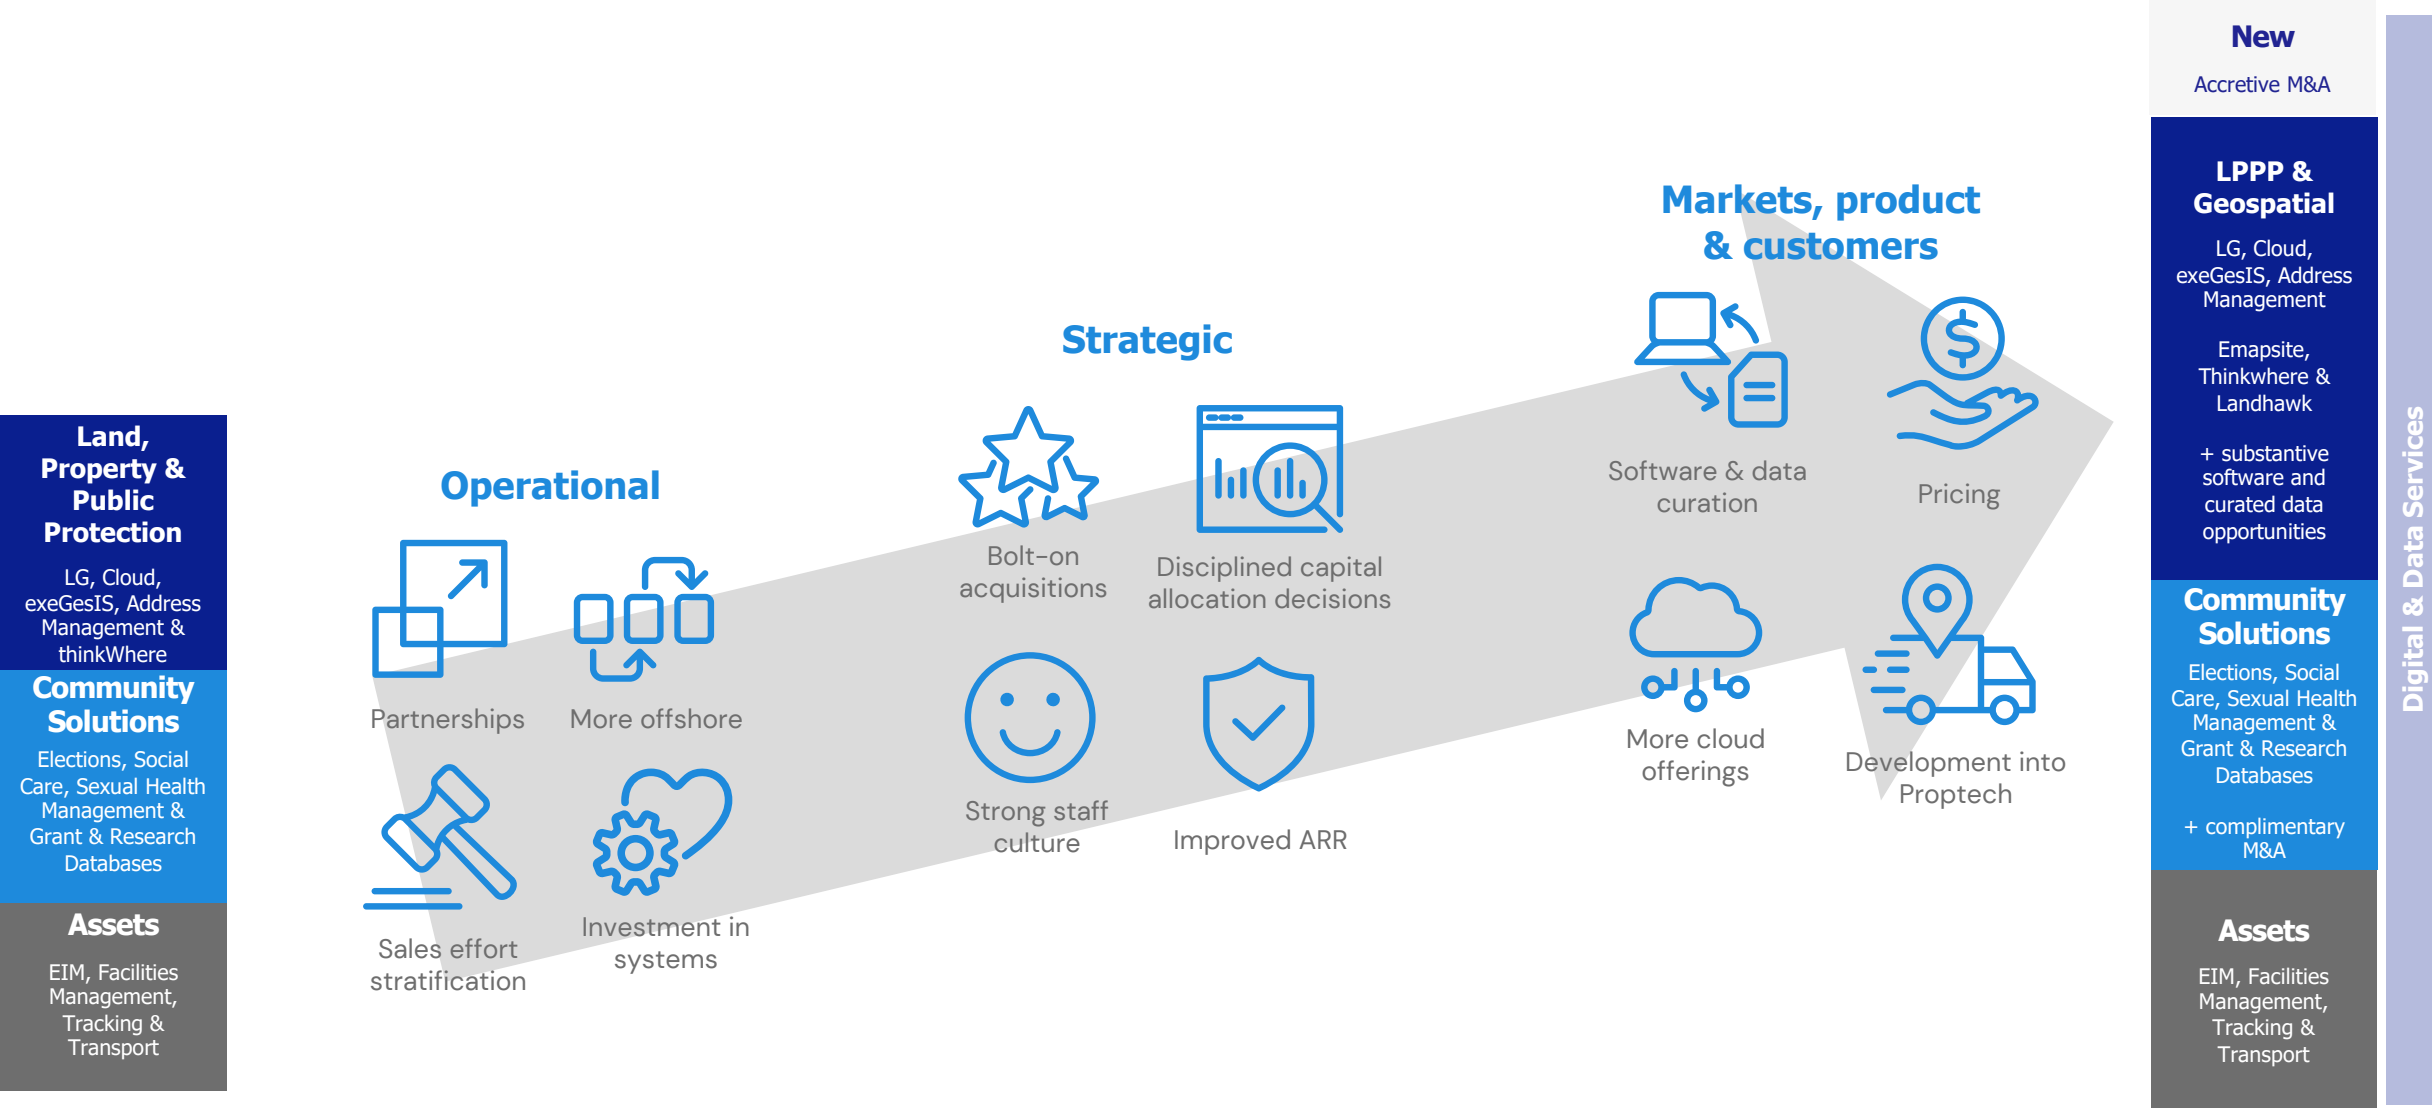 Land,
Property &
Public
Protection
LG, Cloud,
exeGesIS, Address
Management &
thinkWhere
Community
Solutions
Elections, Social
Care, Sexual Health
Management &
Grant & Research
Databases
Assets
EIM, Facilities
Management,
Tracking &
Transport
Operational
Partnerships
More offshore
Sales effort
stratification
Investment in
systems
Strategic
Bolt-on
acquisitions
Disciplined capital
allocation decisions
Strong staff
culture
Improved ARR
Markets, product
& customers
Software & data
curation
Pricing
More cloud
offerings
Development into
Proptech
New
Accretive M&A
LPPP &
Geospatial
LG, Cloud,
exeGesIS, Address
Management
Emapsite,
Thinkwhere &
Landhawk
+ substantive
software and
curated data
opportunities
Community
Solutions
Elections, Social
Care, Sexual Health
Management &
Grant & Research
Databases
+ complimentary
M&A
Assets
EIM, Facilities
Management,
Tracking &
Transport
Digital & Data Services